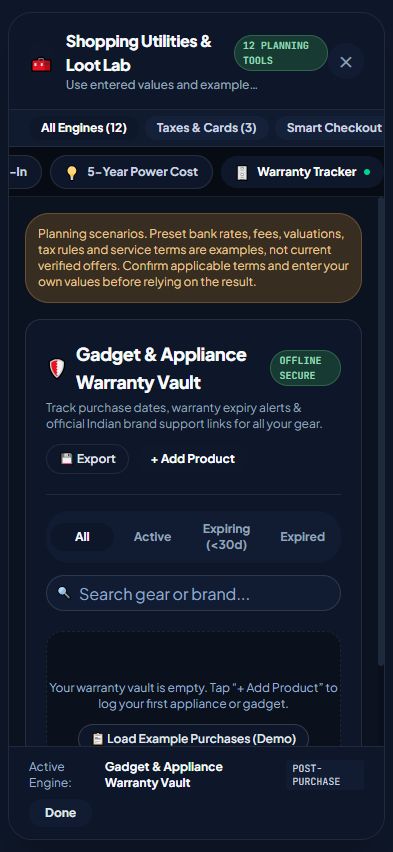 Shopping Utilities &
Loot Lab
12 PLANNING
TOOLS
Use entered values and example...
All Engines (12)
Taxes & Cards (3)
Smart Checkout
-In
5-Year Power Cost
Warranty Tracker
Planning scenarios. Preset bank rates, fees, valuations,
tax rules and service terms are examples, not current
verified offers. Confirm applicable terms and enter your
own values before relying on the result.
Gadget & Appliance
Warranty Vault
OFFLINE
SECURE
Track purchase dates, warranty expiry alerts &
official Indian brand support links for all your gear.
Export
+ Add Product
All
Active
Expiring
(<30d)
Expired
Search gear or brand...
Your warranty vault is empty. Tap "+ Add Product" to
log your first appliance or gadget.
Load Example Purchases (Demo)
Active
Engine:
Gadget & Appliance
Warranty Vault
POST-
PURCHASE
Done